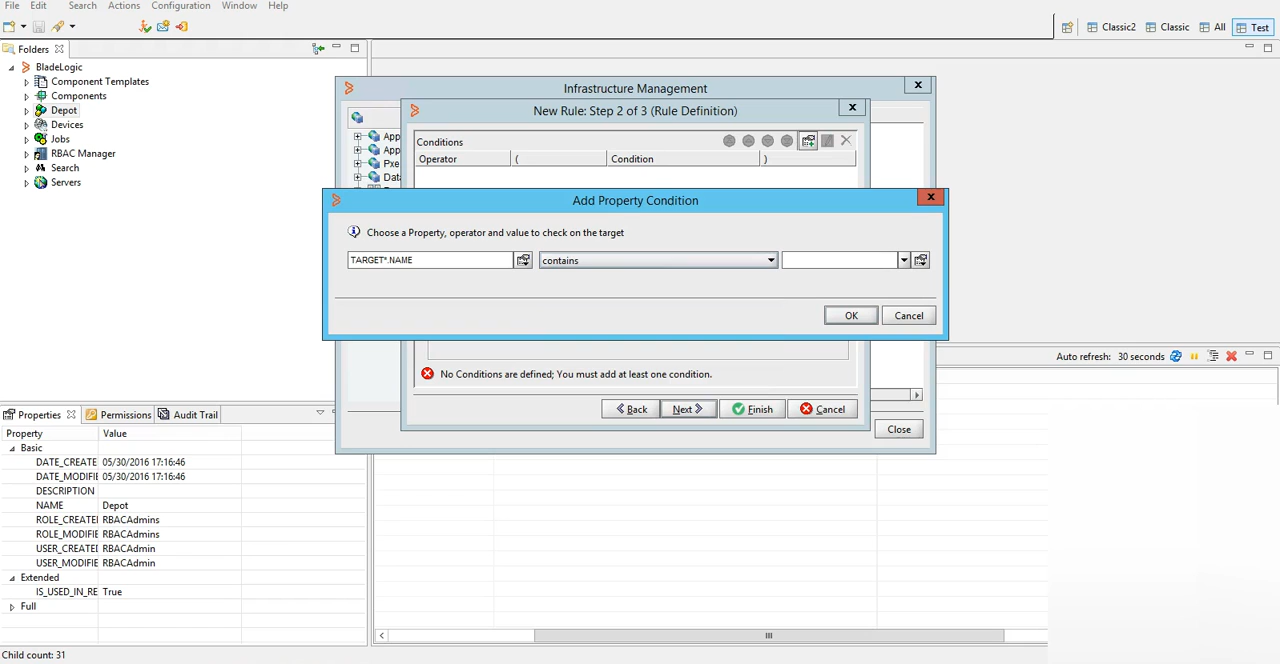 File Edit Search Actions Configuration Window Help
Classic2 Classic All Test
Folders
BladeLogic
Component Templates
Components
Depot
Devices
Jobs
RBAC Manager
Search
Servers
Infrastructure Management
New Rule: Step 2 of 3 (Rule Definition)
App
App
Pxe
Data
Conditions
Operator ( Condition )
Add Property Condition
Choose a Property, operator and value to check on the target
TARGET*.NAME contains
OK Cancel
No Conditions are defined; You must add at least one condition.
Back Next Finish Cancel
Close
Auto refresh: 30 seconds
Properties Permissions Audit Trail
Property Value
Basic
DATE_CREATE 05/30/2016 17:16:46
DATE_MODIFIE 05/30/2016 17:16:46
DESCRIPTION
NAME Depot
ROLE_CREATE RBACAdmins
ROLE_MODIFIE RBACAdmins
USER_CREATE RBACAdmin
USER_MODIFIE RBACAdmin
Extended
IS_USED_IN_RE True
Full
Child count: 31